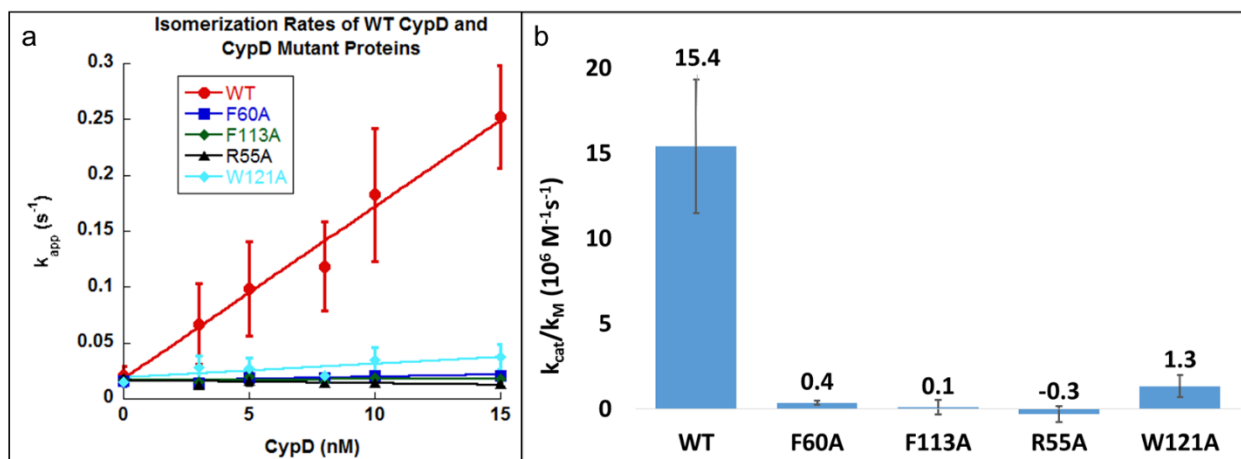 a
Isomerization Rates of WT CypD and
CypD Mutant Proteins
0.3
0.25
0.2
0.15
0.1
0.05
0
k app (s⁻¹)
WT
F60A
F113A
R55A
W121A
0
5
10
15
CypD (nM)
b
20
15
10
5
0
-5
kcat/kM (10⁶ M⁻¹s⁻¹)
15.4
0.4
0.1
-0.3
1.3
WT
F60A
F113A
R55A
W121A